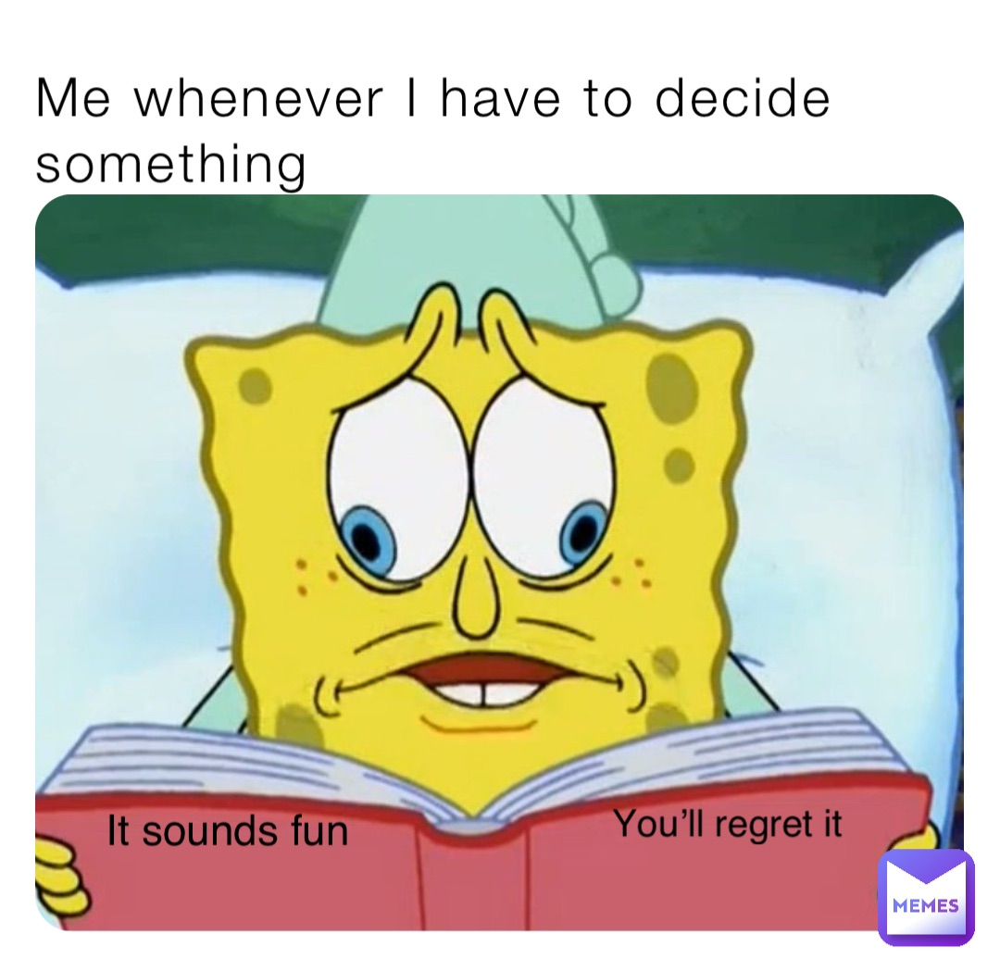 Me whenever I have to decide
something
It sounds fun
You’ll regret it
MEMES